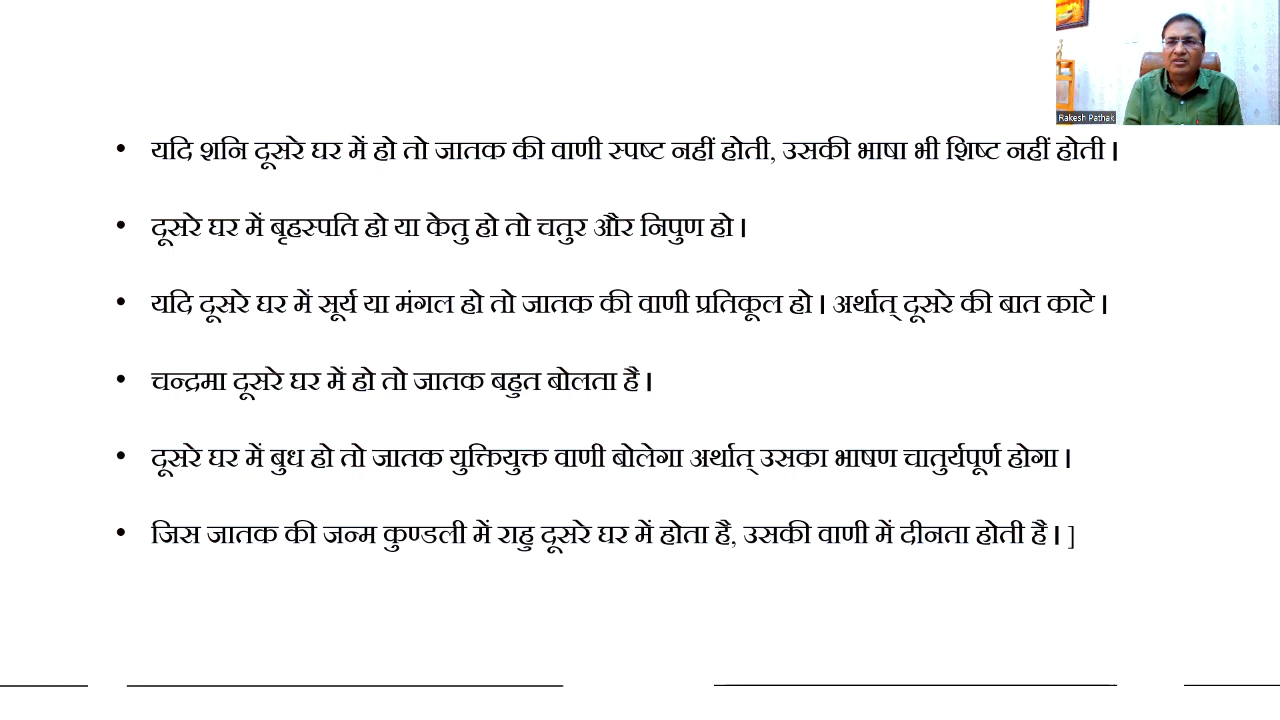 Rakesh Pathak
• यदि शनि दूसरे घर में हो तो जातक की वाणी स्पष्ट नहीं होती, उसकी भाषा भी शिष्ट नहीं होती ।
• दूसरे घर में बृहस्पति हो या केतु हो तो चतुर और निपुण हो ।
• यदि दूसरे घर में सूर्य या मंगल हो तो जातक की वाणी प्रतिकूल हो । अर्थात् दूसरे की बात काटे ।
• चन्द्रमा दूसरे घर में हो तो जातक बहुत बोलता है ।
• दूसरे घर में बुध हो तो जातक युक्तियुक्त वाणी बोलेगा अर्थात् उसका भाषण चातुर्यपूर्ण होगा ।
• जिस जातक की जन्म कुण्डली में राहु दूसरे घर में होता है, उसकी वाणी में दीनता होती है । ]